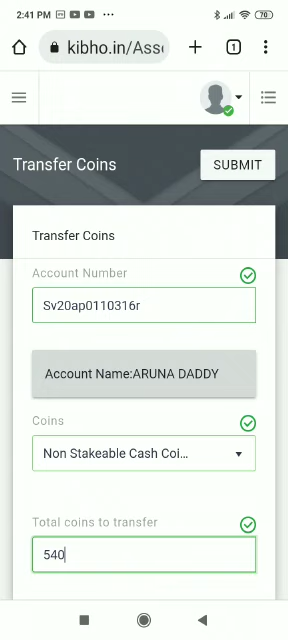 2:41 PM
70
kibho.in/Ass
1
Transfer Coins
SUBMIT
Transfer Coins
Account Number
Sv20ap0110316r
Account Name:ARUNA DADDY
Coins
Non Stakeable Cash Coi...
Total coins to transfer
540